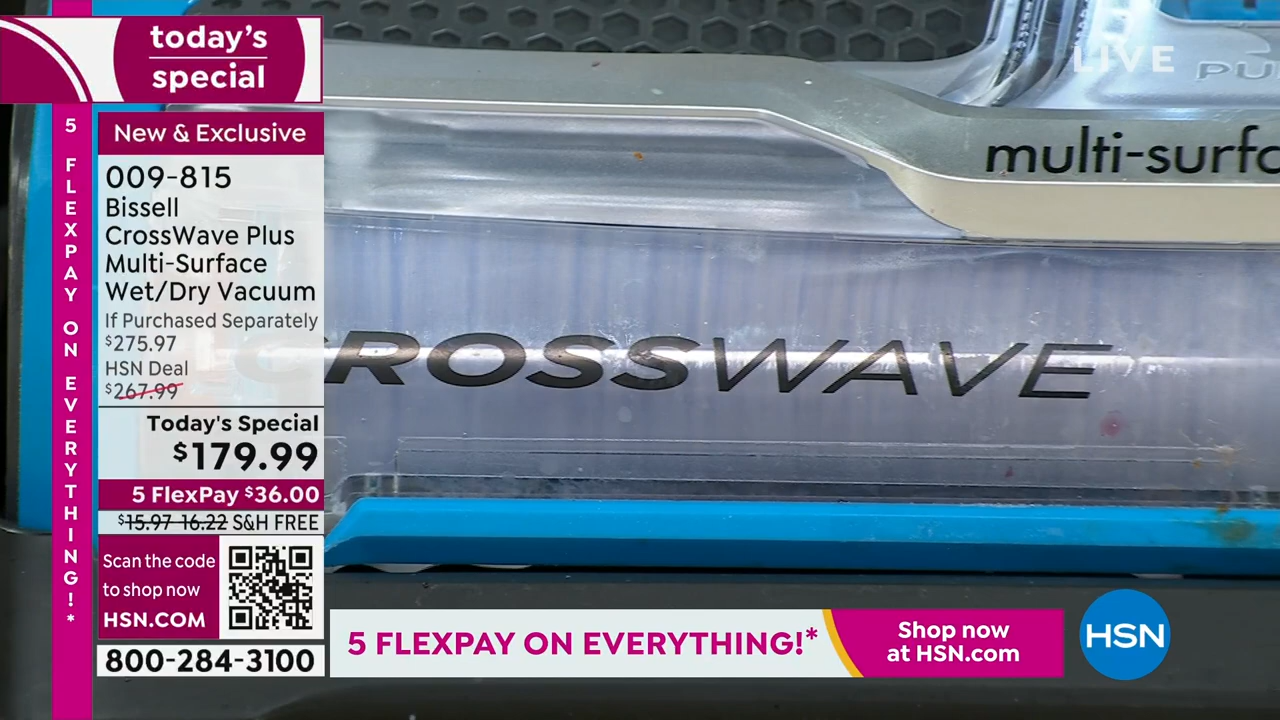 today's
special
5 FLEXPAY ON EVERYTHING!*
New & Exclusive
009-815
Bissell
CrossWave Plus
Multi-Surface
Wet/Dry Vacuum
If Purchased Separately
$275.97
HSN Deal
$267.99
Today's Special
$179.99
5 FlexPay $36.00
$15.97-16.22 S&H FREE
Scan the code
to shop now
HSN.COM
800-284-3100
LIVE
multi-surfa
CROSSWAVE
5 FLEXPAY ON EVERYTHING!*
Shop now
at HSN.com
HSN